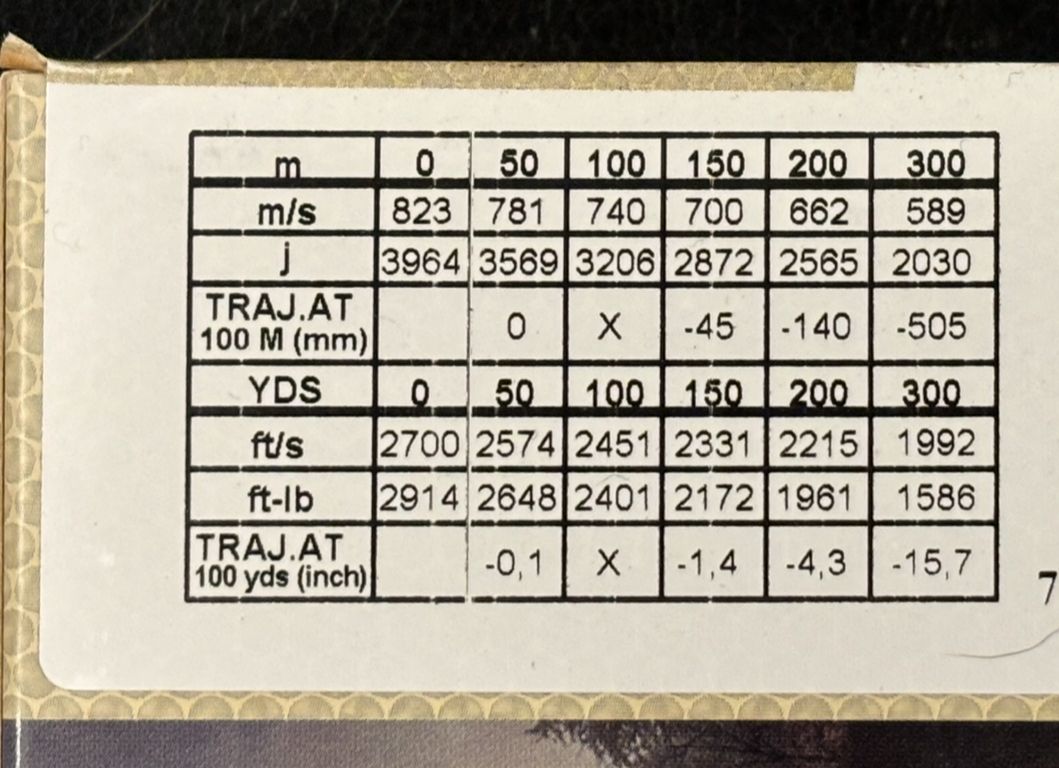 m 0 50 100 150 200 300
m/s 823 781 740 700 662 589
j 3964 3569 3206 2872 2565 2030
TRAJ.AT
100 M (mm) 0 X -45 -140 -505
YDS 0 50 100 150 200 300
ft/s 2700 2574 2451 2331 2215 1992
ft-lb 2914 2648 2401 2172 1961 1586
TRAJ.AT
100 yds (inch) -0,1 X -1,4 -4,3 -15,7
7